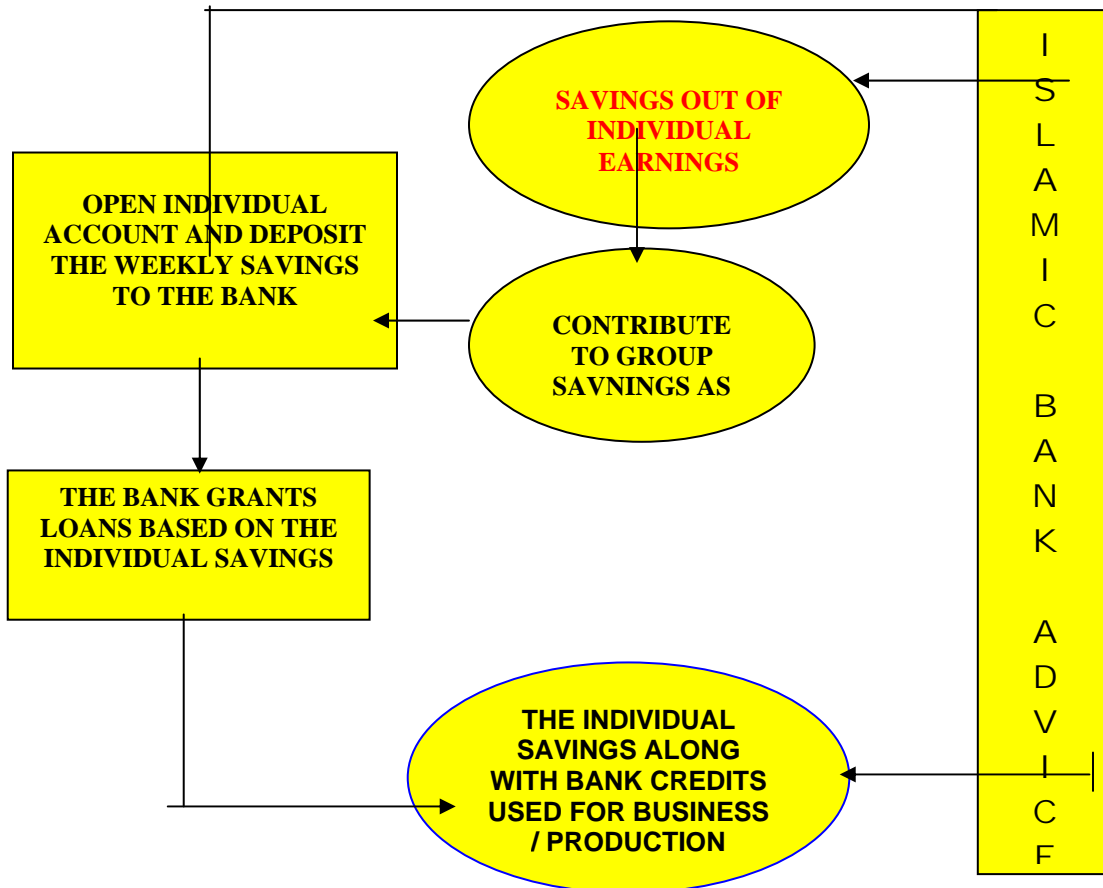 SAVINGS OUT OF
INDIVIDUAL
EARNINGS
OPEN INDIVIDUAL
ACCOUNT AND DEPOSIT
THE WEEKLY SAVINGS
TO THE BANK
CONTRIBUTE
TO GROUP
SAVNINGS AS
THE BANK GRANTS
LOANS BASED ON THE
INDIVIDUAL SAVINGS
THE INDIVIDUAL
SAVINGS ALONG
WITH BANK CREDITS
USED FOR BUSINESS
/ PRODUCTION
I
S
L
A
M
I
C
B
A
N
K
A
D
V
I
C
E